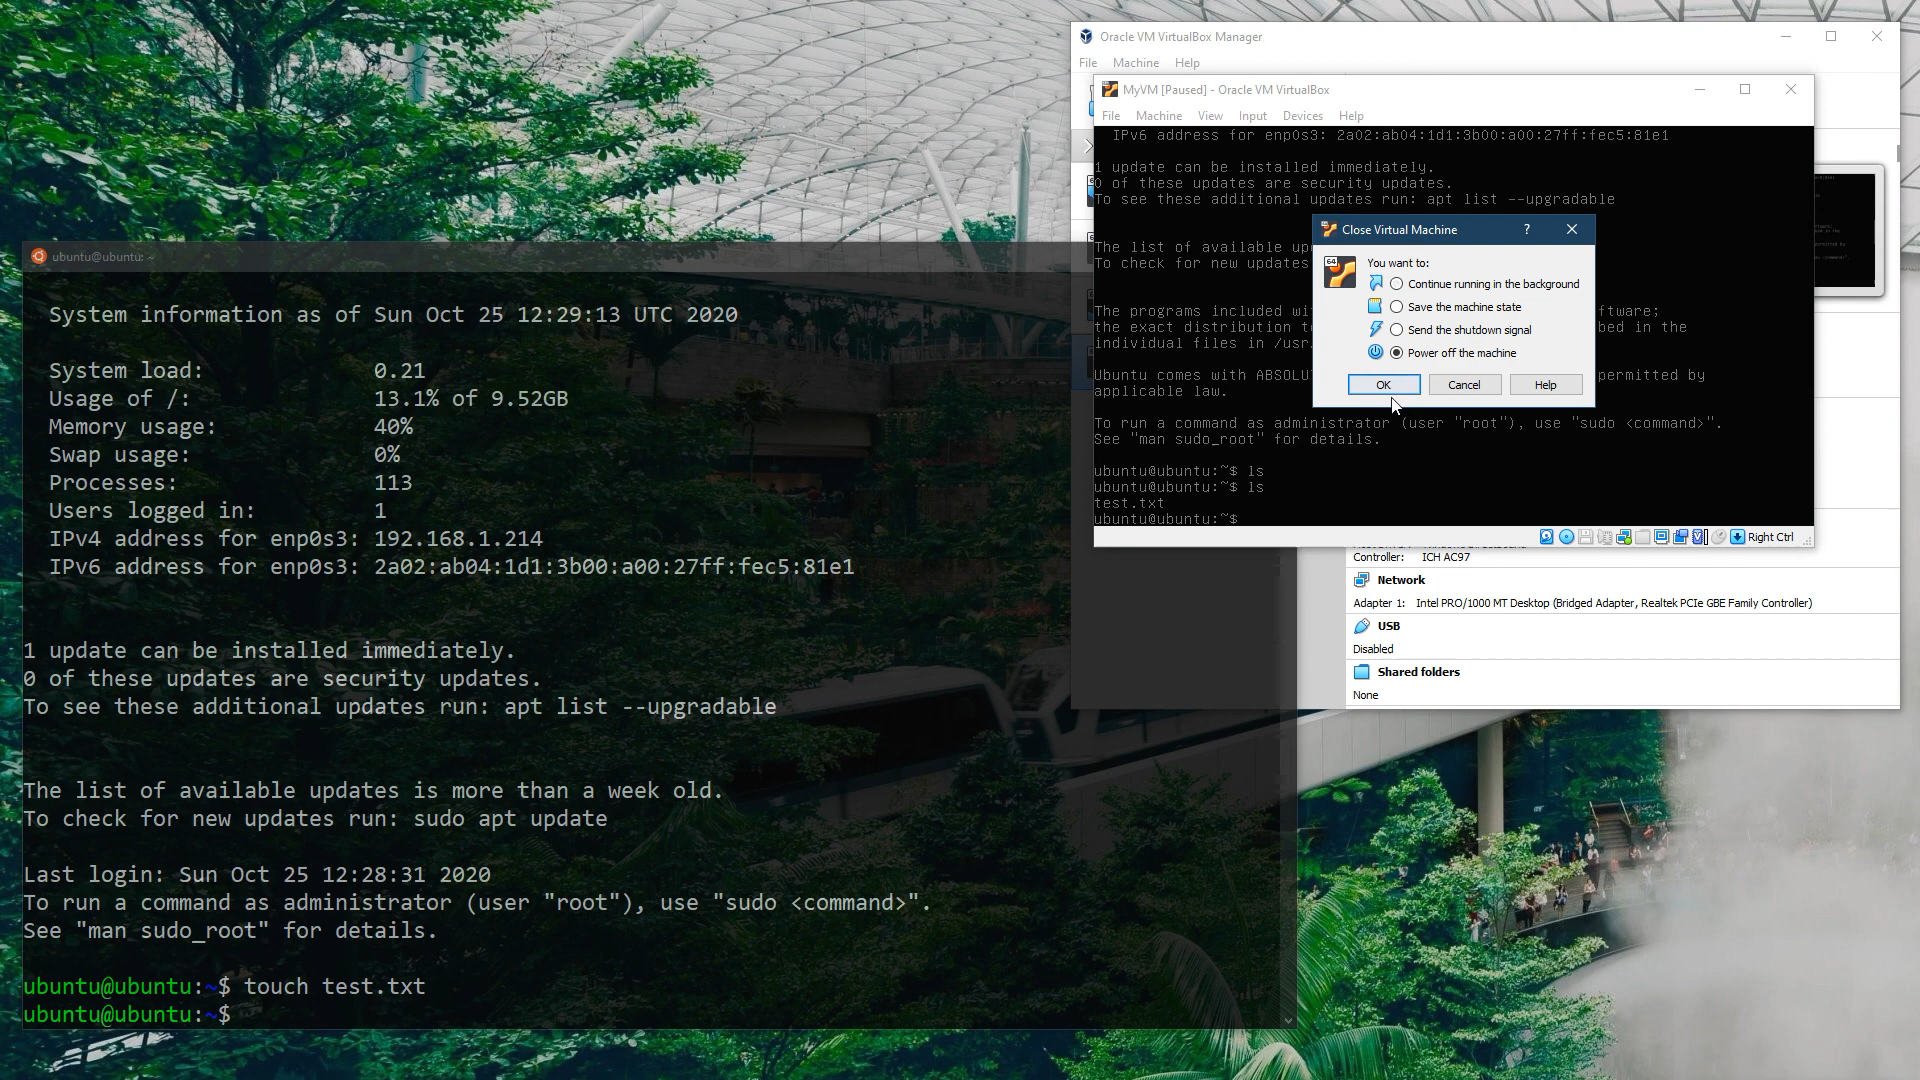 Oracle VM VirtualBox Manager
File Machine Help
MyVM [Paused] - Oracle VM VirtualBox
File Machine View Input Devices Help
IPv6 address for enp0s3: 2a02:ab04:1d1:3b00:a00:27ff:fec5:81e1
1 update can be installed immediately.
0 of these updates are security updates.
To see these additional updates run: apt list --upgradable
The list of available up
To check for new updates
The programs included wi
ftware;
the exact distribution t
bed in the
individual files in /usr
Ubuntu comes with ABSOLU
permitted by
applicable law.
To run a command as administrator (user "root"), use "sudo <command>".
See "man sudo_root" for details.
ubuntu@ubuntu:~$ ls
ubuntu@ubuntu:~$ ls
test.txt
ubuntu@ubuntu:~$
Right Ctrl
Close Virtual Machine
?
64
You want to:
Continue running in the background
Save the machine state
Send the shutdown signal
Power off the machine
OK Cancel Help
Controller: ICH AC97
Network
Adapter 1: Intel PRO/1000 MT Desktop (Bridged Adapter, Realtek PCIe GBE Family Controller)
USB
Disabled
Shared folders
None
ubuntu@ubuntu: ~
System information as of Sun Oct 25 12:29:13 UTC 2020
System load: 0.21
Usage of /: 13.1% of 9.52GB
Memory usage: 40%
Swap usage: 0%
Processes: 113
Users logged in: 1
IPv4 address for enp0s3: 192.168.1.214
IPv6 address for enp0s3: 2a02:ab04:1d1:3b00:a00:27ff:fec5:81e1
1 update can be installed immediately.
0 of these updates are security updates.
To see these additional updates run: apt list --upgradable
The list of available updates is more than a week old.
To check for new updates run: sudo apt update
Last login: Sun Oct 25 12:28:31 2020
To run a command as administrator (user "root"), use "sudo <command>".
See "man sudo_root" for details.
ubuntu@ubuntu:~$ touch test.txt
ubuntu@ubuntu:~$